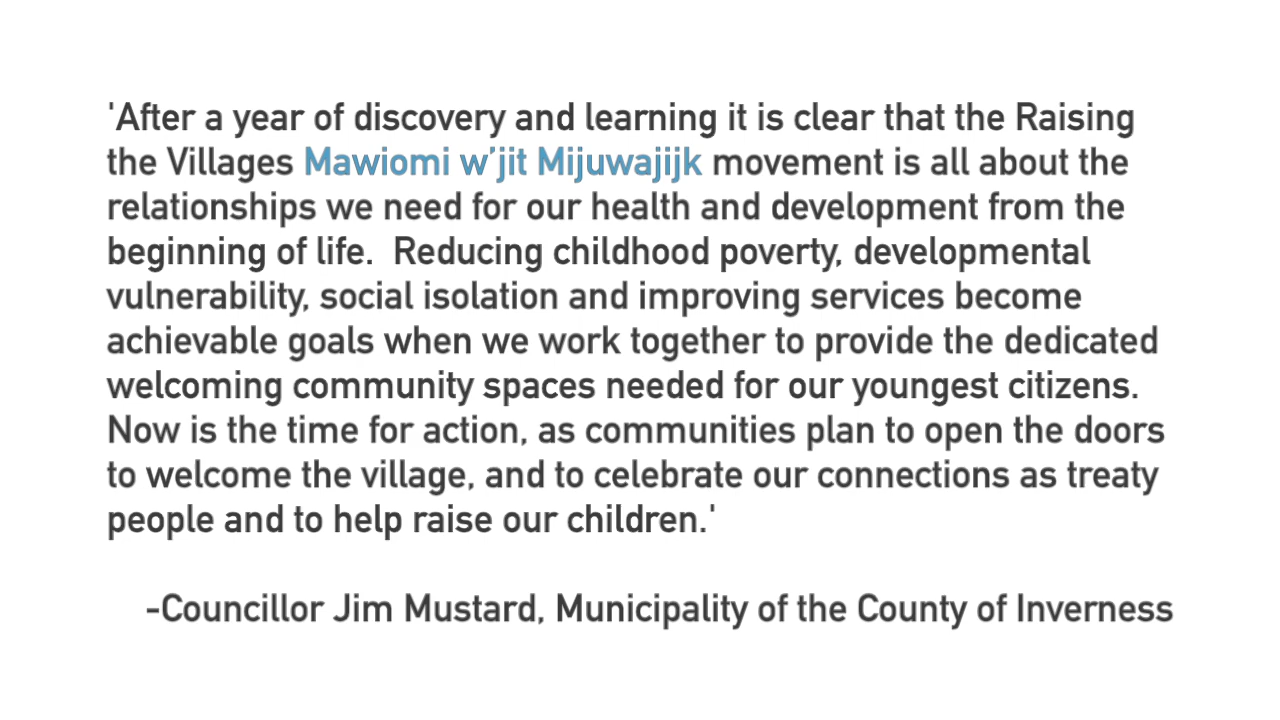 'After a year of discovery and learning it is clear that the Raising
the Villages Mawiomi w'jit Mijuwajijk movement is all about the
relationships we need for our health and development from the
beginning of life.  Reducing childhood poverty, developmental
vulnerability, social isolation and improving services become
achievable goals when we work together to provide the dedicated
welcoming community spaces needed for our youngest citizens.
Now is the time for action, as communities plan to open the doors
to welcome the village, and to celebrate our connections as treaty
people and to help raise our children.'
-Councillor Jim Mustard, Municipality of the County of Inverness